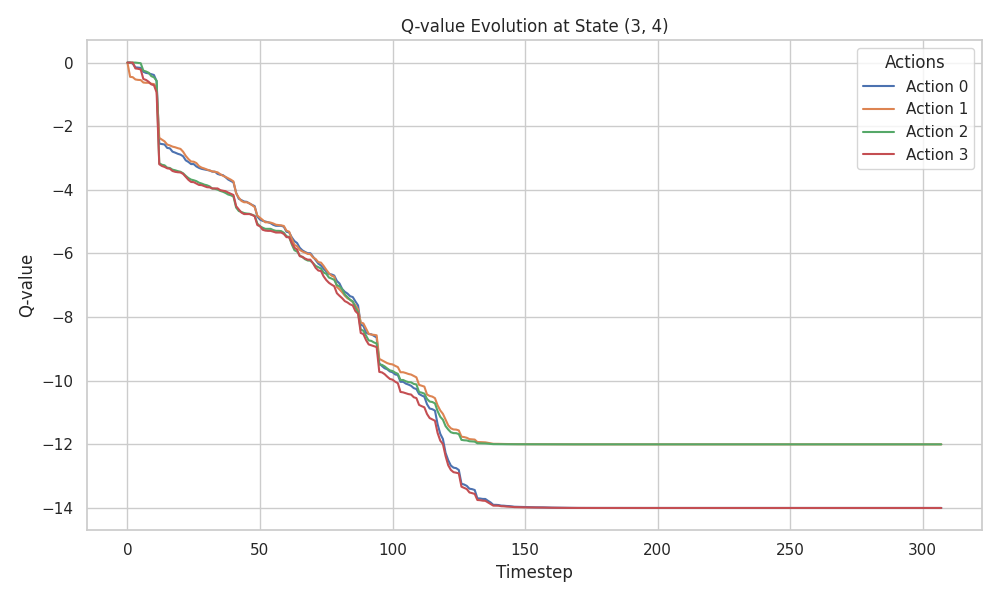 Q-value Evolution at State (3, 4)
Actions
Action 0
Action 1
Action 2
Action 3
Q-value
0
−2
−4
−6
−8
−10
−12
−14
0 50 100 150 200 250 300
Timestep